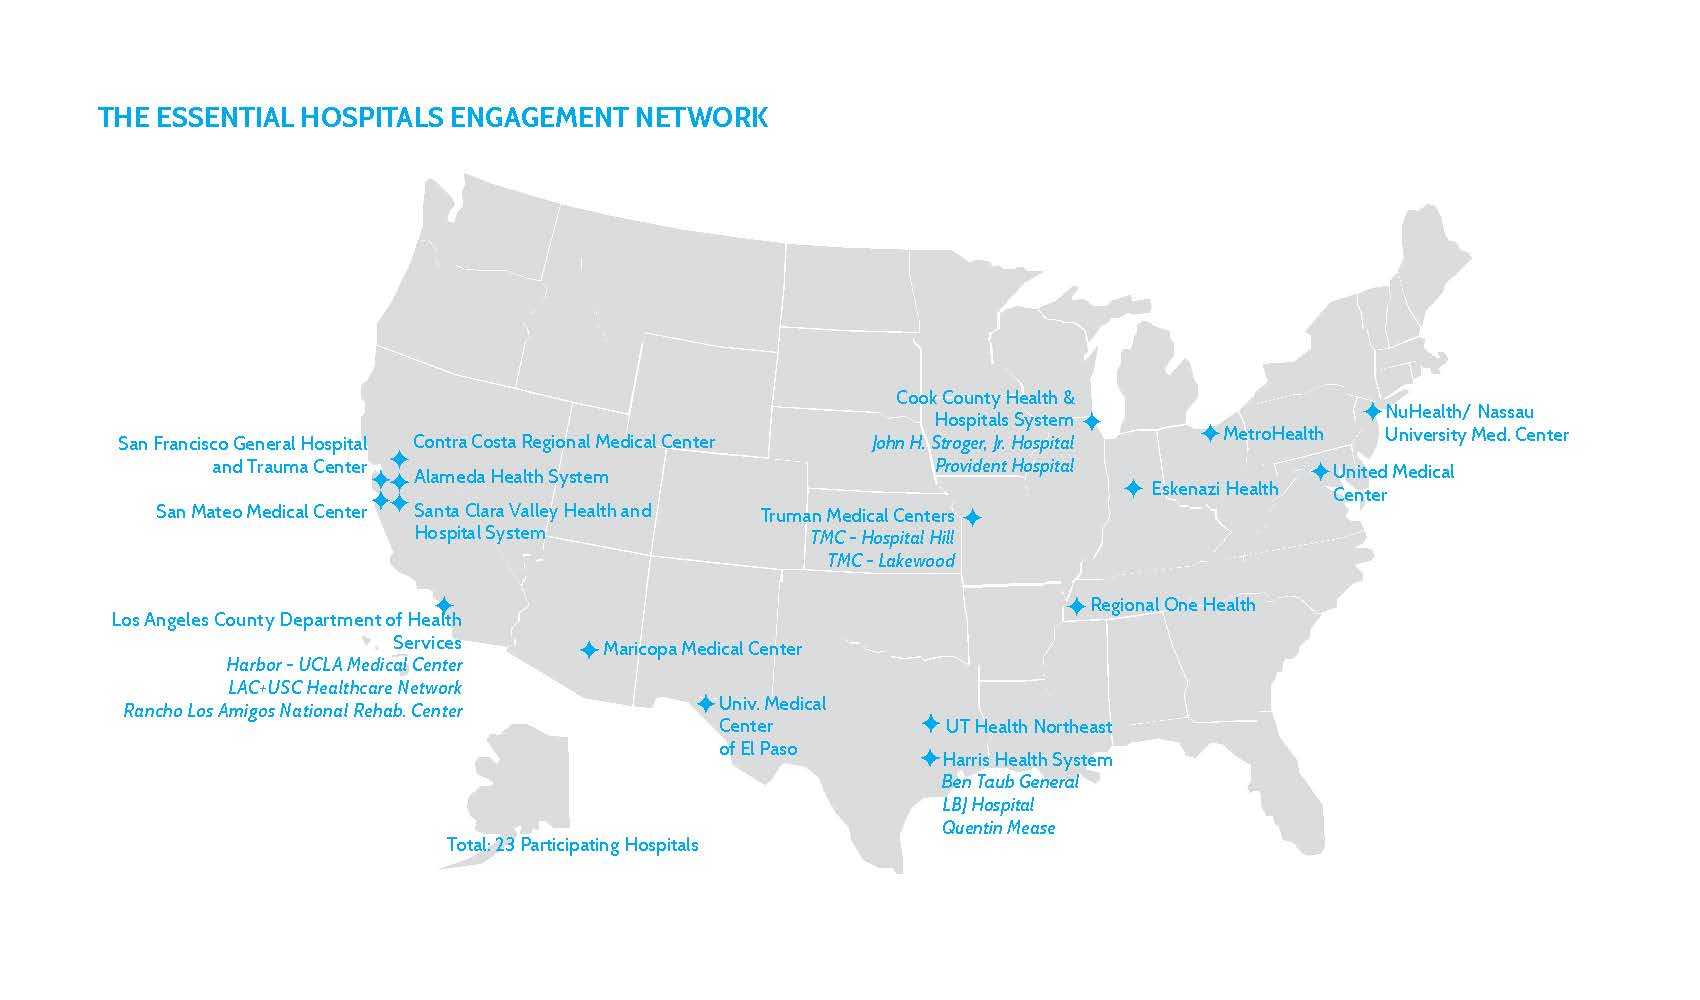 THE ESSENTIAL HOSPITALS ENGAGEMENT NETWORK
San Francisco General Hospital
and Trauma Center
San Mateo Medical Center
Contra Costa Regional Medical Center
Alameda Health System
Santa Clara Valley Health and
Hospital System
Los Angeles County Department of Health
Services
Harbor - UCLA Medical Center
LAC+USC Healthcare Network
Rancho Los Amigos National Rehab. Center
Maricopa Medical Center
Univ. Medical
Center
of El Paso
Cook County Health &
Hospitals System
John H. Stroger, Jr. Hospital
Provident Hospital
Truman Medical Centers
TMC - Hospital Hill
TMC - Lakewood
MetroHealth
Eskenazi Health
NuHealth/ Nassau
University Med. Center
United Medical
Center
Regional One Health
UT Health Northeast
Harris Health System
Ben Taub General
LBJ Hospital
Quentin Mease
Total: 23 Participating Hospitals